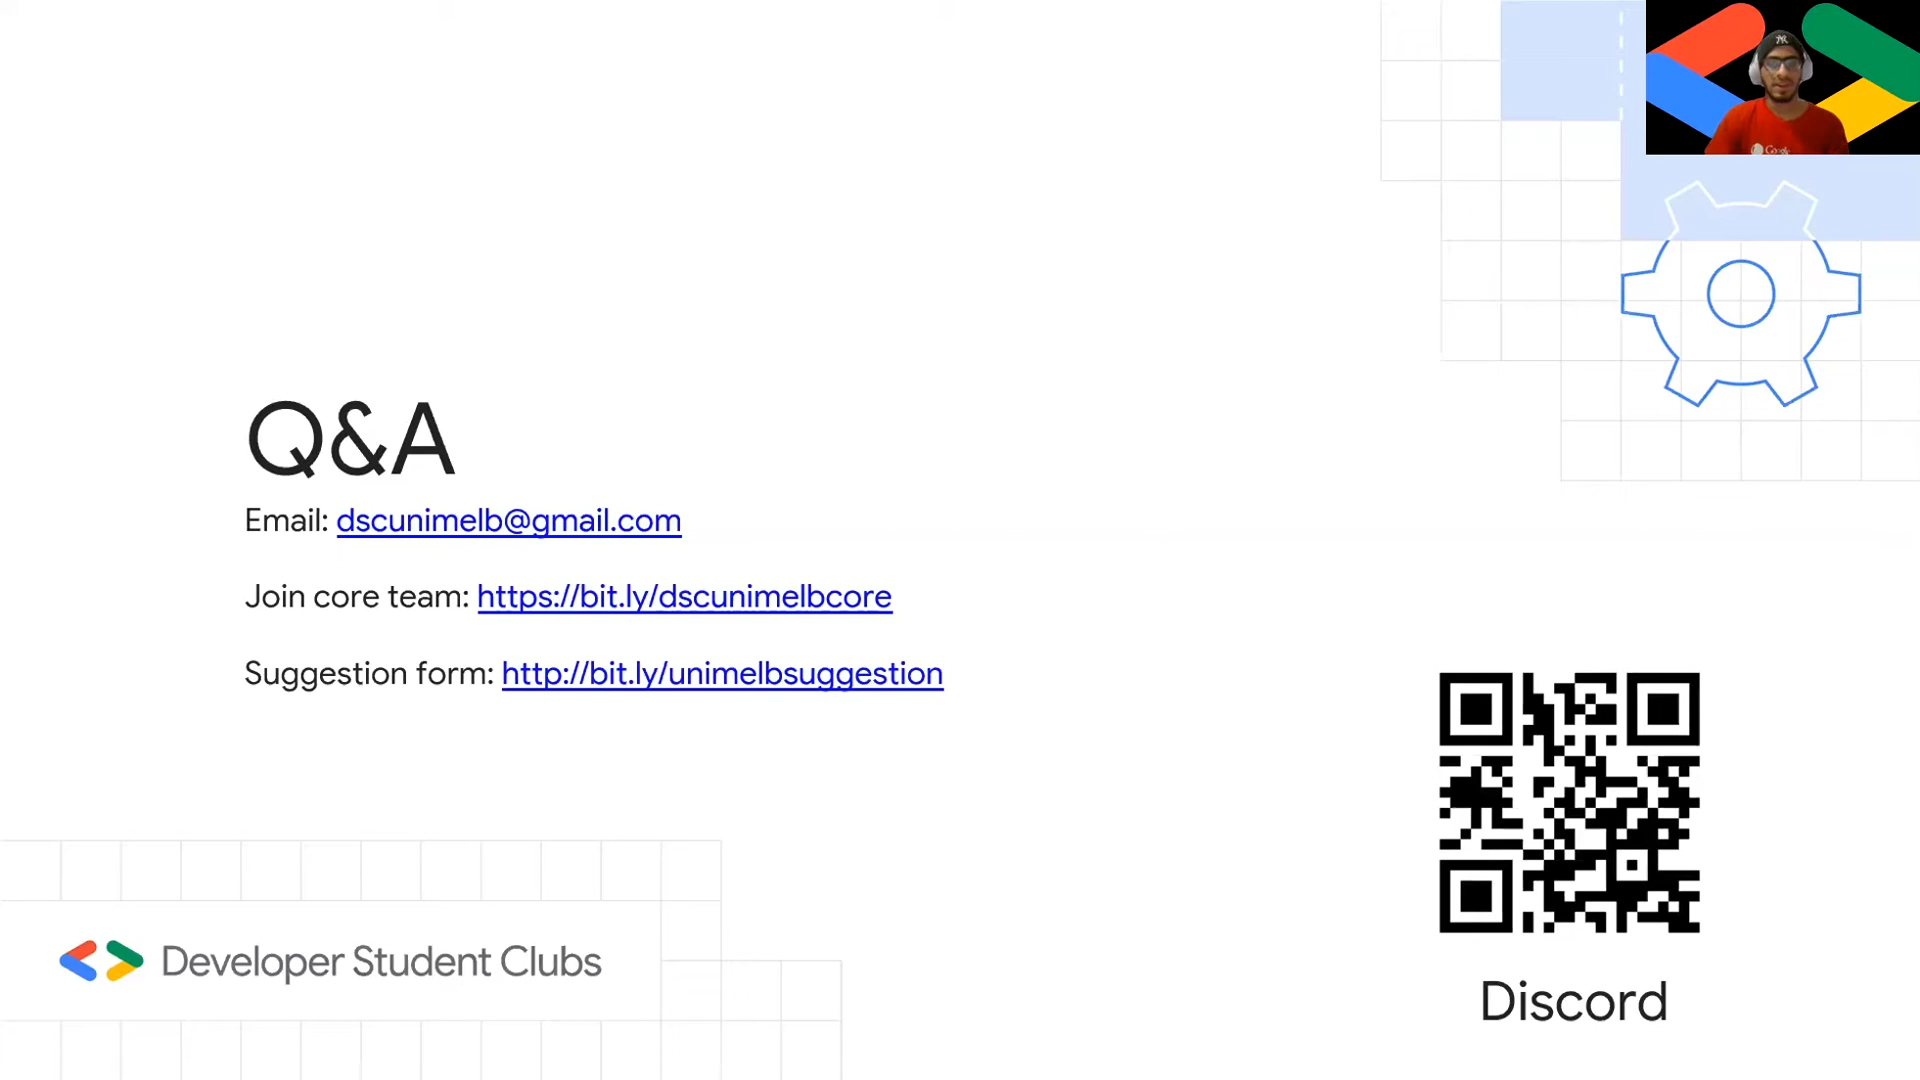 Q&A
Email: dscunimelb@gmail.com
Join core team: https://bit.ly/dscunimelbcore
Suggestion form: http://bit.ly/unimelbsuggestion
Developer Student Clubs
Discord
Google